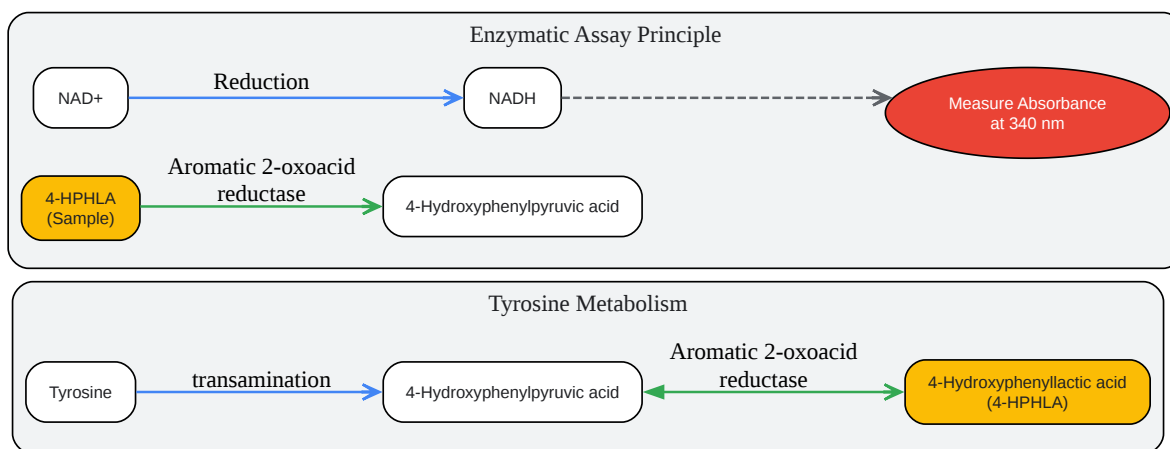 Enzymatic Assay Principle
NAD+
Reduction
NADH
Measure Absorbance
at 340 nm
4-HPHLA
(Sample)
Aromatic 2-oxoacid
reductase
4-Hydroxyphenylpyruvic acid
Tyrosine Metabolism
Tyrosine
transamination
4-Hydroxyphenylpyruvic acid
Aromatic 2-oxoacid
reductase
4-Hydroxyphenyllactic acid
(4-HPHLA)